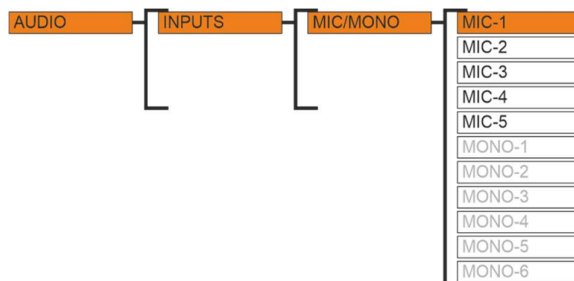 AUDIO
INPUTS
MIC/MONO
MIC-1
MIC-2
MIC-3
MIC-4
MIC-5
MONO-1
MONO-2
MONO-3
MONO-4
MONO-5
MONO-6